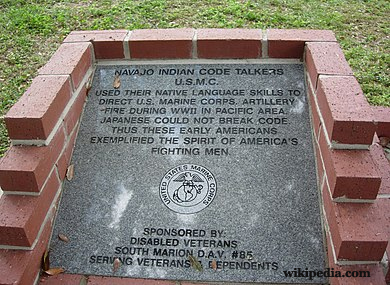 NAVAJO INDIAN CODE TALKERS
U.S.M.C.
USED THEIR NATIVE LANGUAGE SKILLS TO
DIRECT U.S. MARINE CORPS. ARTILLERY
FIRE DURING WWII IN PACIFIC AREA.
JAPANESE COULD NOT BREAK CODE.
THUS THESE EARLY AMERICANS
EXEMPLIFIED THE SPIRIT OF AMERICA'S
FIGHTING MEN.
UNITED STATES MARINE CORPS
SPONSORED BY:
DISABLED VETERANS
SOUTH MARION D.A.V. #85
SERVING VETERANS & DEPENDENTS
wikipedia.com